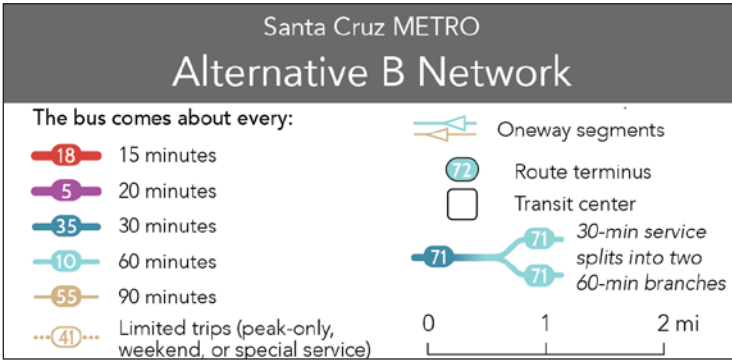 Santa Cruz METRO
Alternative B Network
The bus comes about every:
18 15 minutes
5 20 minutes
35 30 minutes
10 60 minutes
55 90 minutes
41 Limited trips (peak-only,
weekend, or special service)
Oneway segments
72 Route terminus
Transit center
71 71 30-min service
splits into two
71 60-min branches
0 1 2 mi